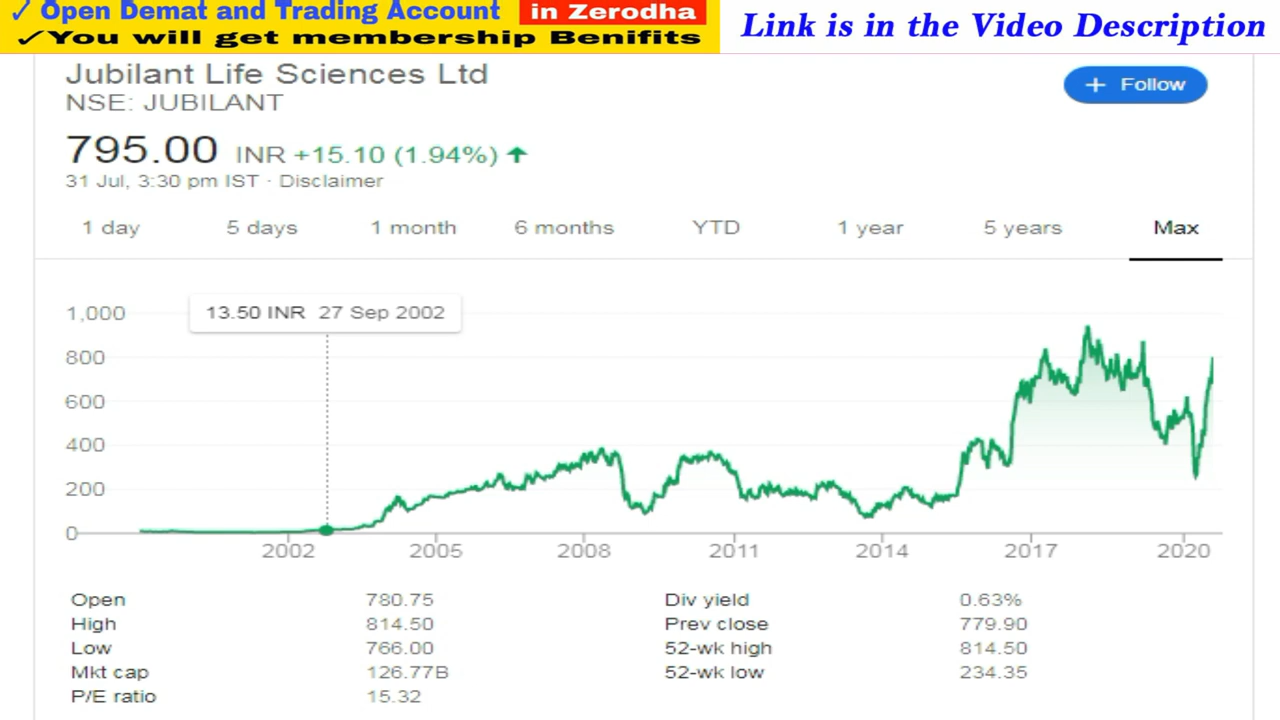 ✓ Open Demat and Trading Account in Zerodha
✓You will get membership Benifits
Link is in the Video Description
Jubilant Life Sciences Ltd
NSE: JUBILANT
+ Follow
795.00 INR +15.10 (1.94%) ↑
31 Jul, 3:30 pm IST · Disclaimer
1 day 5 days 1 month 6 months YTD 1 year 5 years Max
13.50 INR 27 Sep 2002
1,000
800
600
400
200
0
2002 2005 2008 2011 2014 2017 2020
Open 780.75 Div yield 0.63%
High 814.50 Prev close 779.90
Low 766.00 52-wk high 814.50
Mkt cap 126.77B 52-wk low 234.35
P/E ratio 15.32